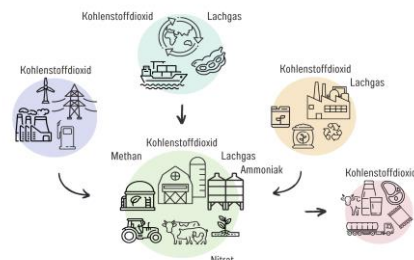 Kohlenstoffdioxid Lachgas
Kohlenstoffdioxid
Kohlenstoffdioxid
Lachgas
Kohlenstoffdioxid
Methan Lachgas
Ammoniak
Kohlenstoffdioxid
Nitrat